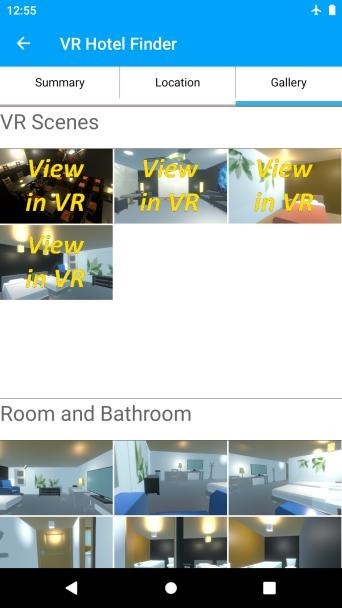 12:55
VR Hotel Finder
Summary
Location
Gallery
VR Scenes
View
in VR
View
in VR
View
in VR
View
in VR
Room and Bathroom